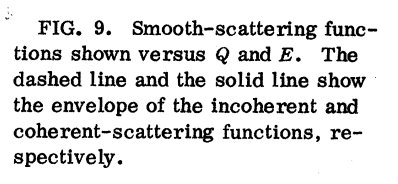 FIG. 9. Smooth-scattering func-
tions shown versus Q and E. The
dashed line and the solid line show
the envelope of the incoherent and
coherent-scattering functions, re-
spectively.